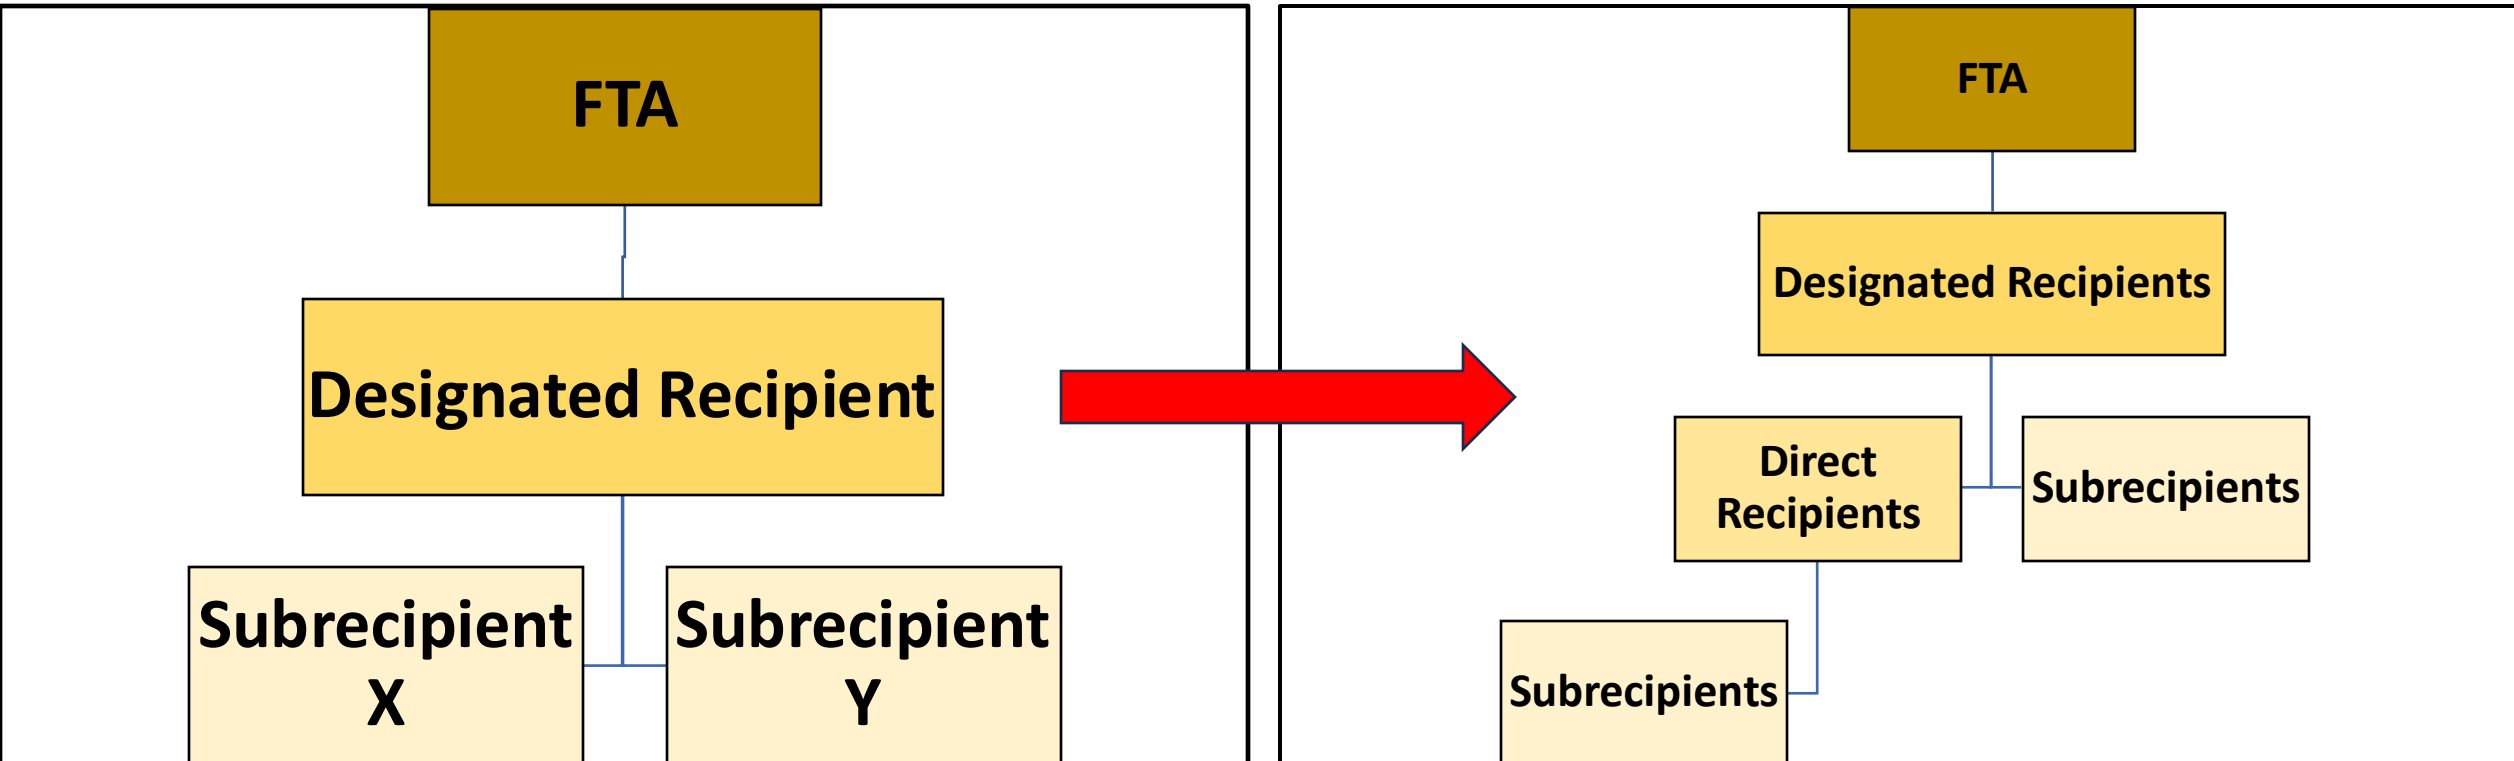 FTA
Designated Recipient
Subrecipient
X
Subrecipient
Y
FTA
Designated Recipients
Direct
Recipients
Subrecipients
Subrecipients